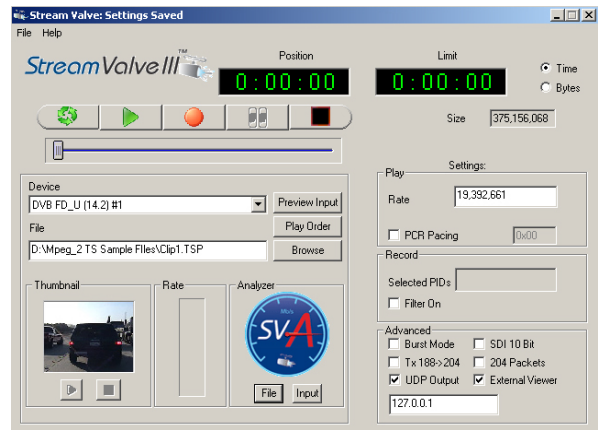 Stream Valve: Settings Saved
File Help
StreamValve III™
Position
Limit
0:00:00
0:00:00
Time
Bytes
Size 375,156,068
Device
DVB FD_U (14.2) #1
Preview Input
File
Play Order
D:\Mpeg_2 TS Sample FIles\Clip1.TSP
Browse
Thumbnail
Rate
Analyzer
Mb/s
SVA
File
Input
Settings:
Play
Rate 19,392,661
PCR Pacing 0x00
Record
Selected PIDs
Filter On
Advanced
Burst Mode SDI 10 Bit
Tx 188->204 204 Packets
UDP Output External Viewer
127.0.0.1